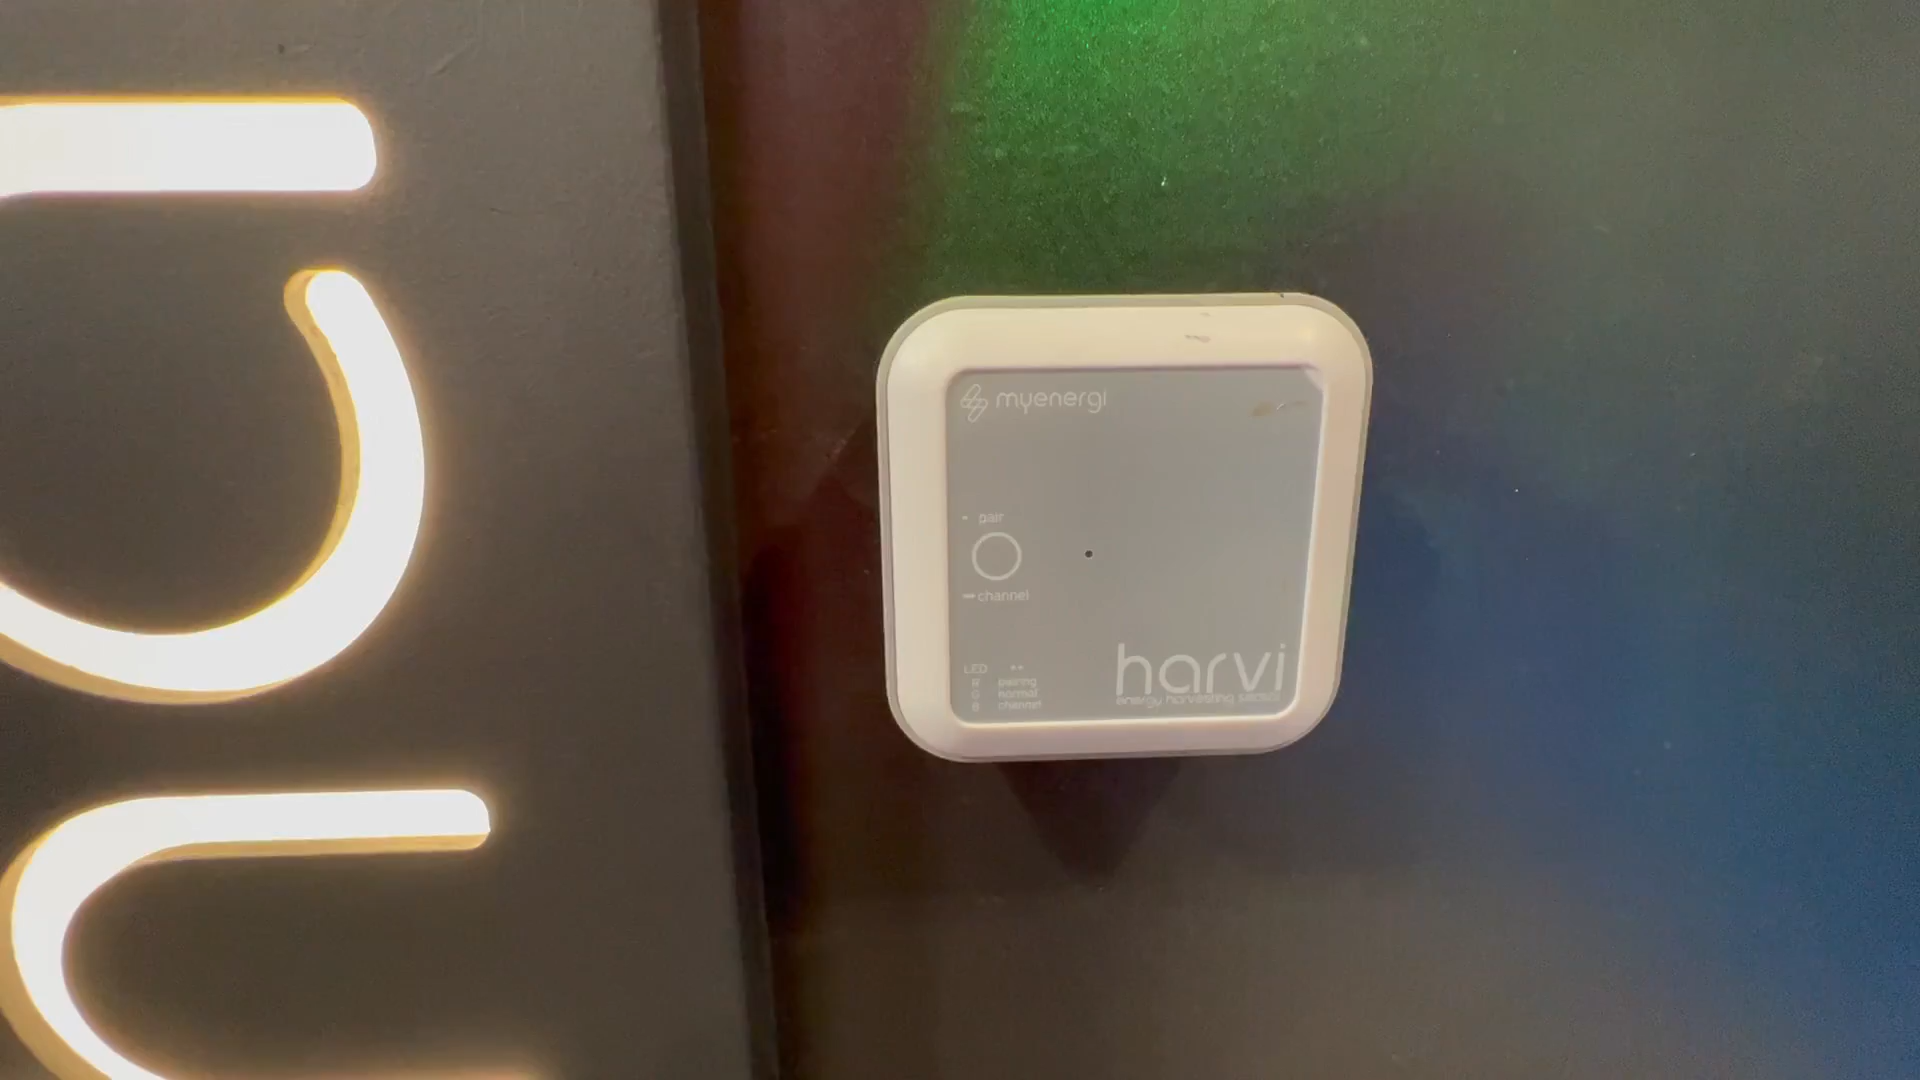 myenergi
pair
channel
LED
R pairing
G normal
B channel
harvi
energy harvesting sensor